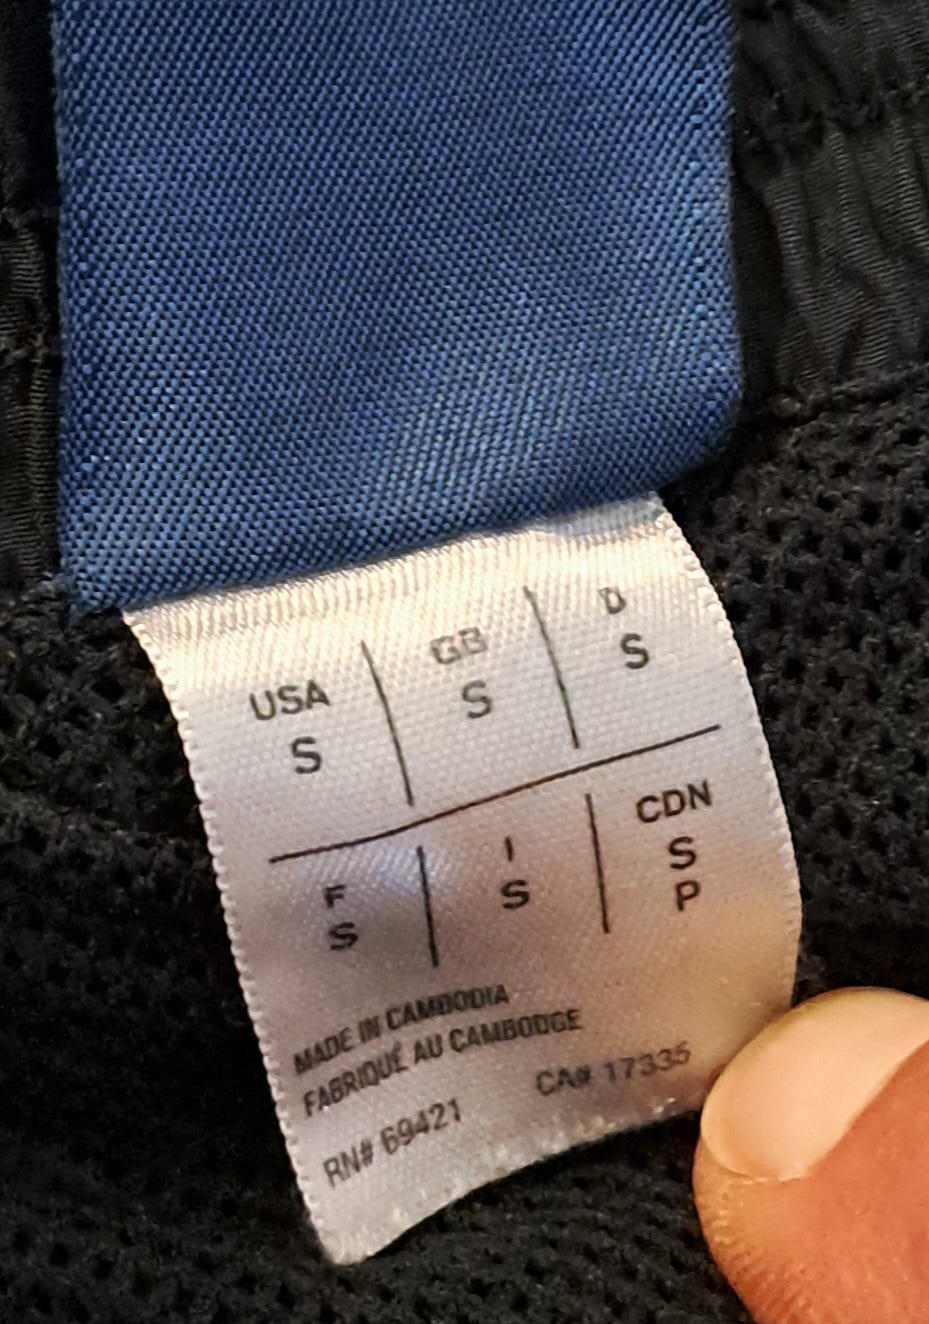 USA GB D
S S S
F I CDN
S S S
P
MADE IN CAMBODIA
FABRIQUÉ AU CAMBODGE
RN# 69421 CA# 17335